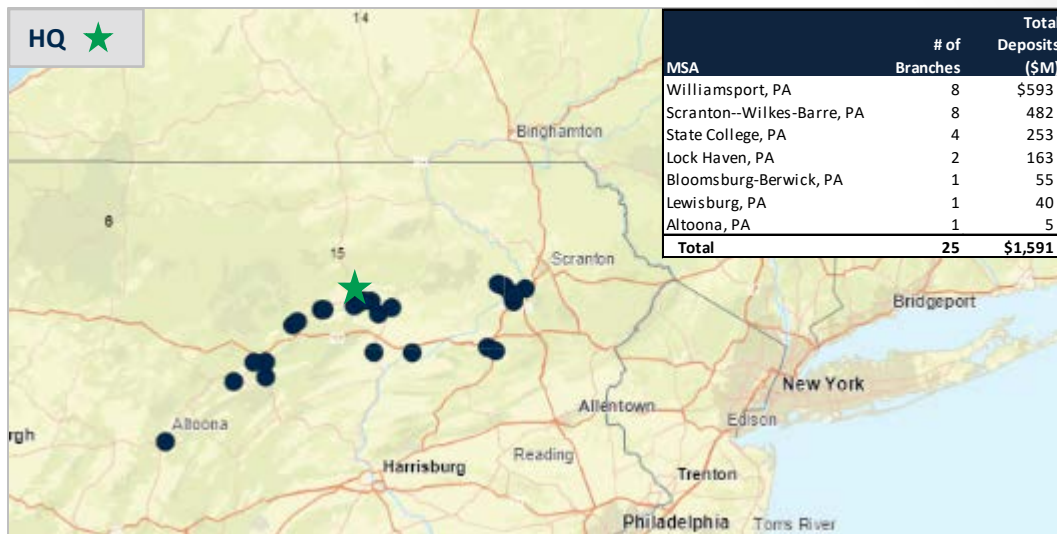 HQ
14
Total
# of Deposits
MSA Branches ($M)
Williamsport, PA 8 $593
Scranton--Wilkes-Barre, PA 8 482
State College, PA 4 253
Lock Haven, PA 2 163
Bloomsburg-Berwick, PA 1 55
Lewisburg, PA 1 40
Altoona, PA 1 5
Total 25 $1,591
Binghamton
6
15
Scranton
Bridgeport
New York
Allentown
Edison
Altoona
rgh
Reading
Harrisburg
Trenton
Philadelphia
Toms River